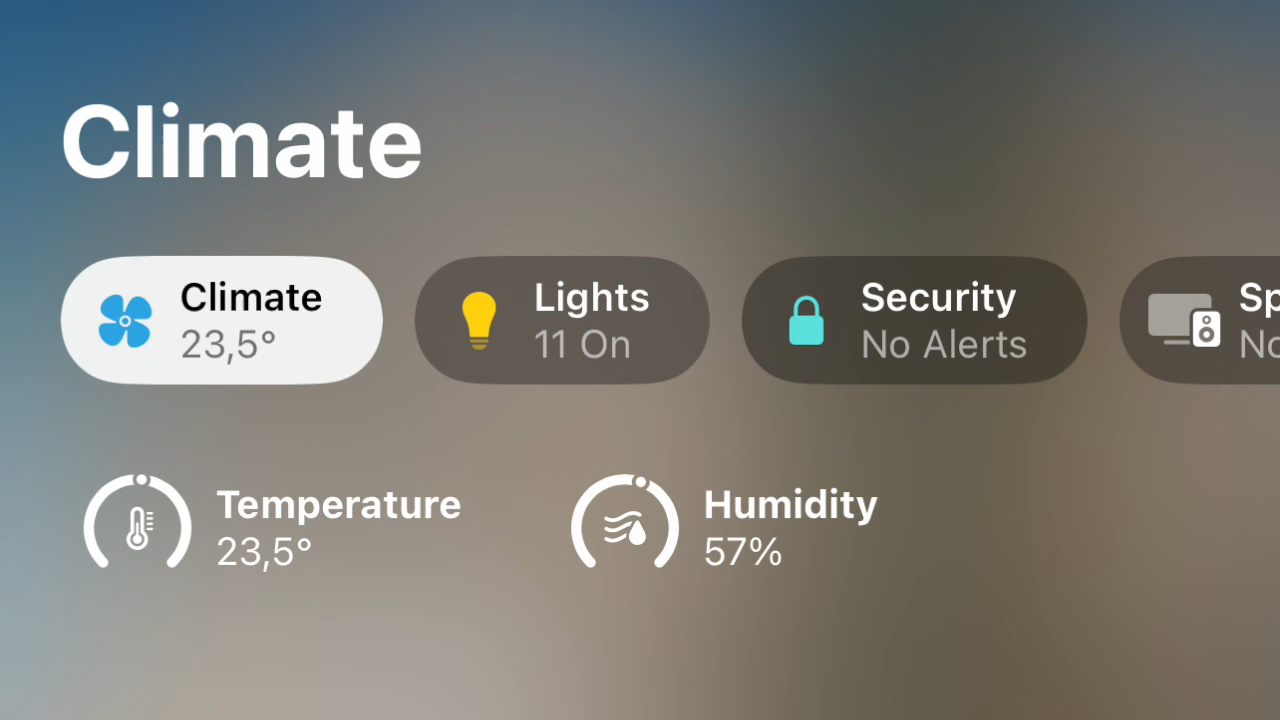 Climate
Climate
23,5°
Lights
11 On
Security
No Alerts
Temperature
23,5°
Humidity
57%